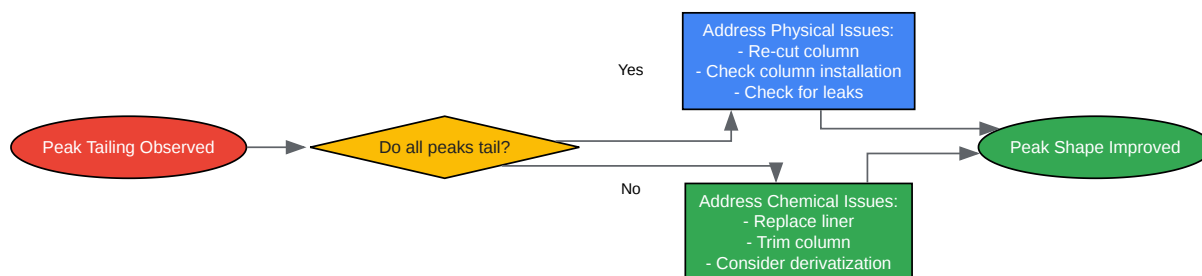 Peak Tailing Observed
Do all peaks tail?
Yes
Address Physical Issues:
- Re-cut column
- Check column installation
- Check for leaks
No
Address Chemical Issues:
- Replace liner
- Trim column
- Consider derivatization
Peak Shape Improved